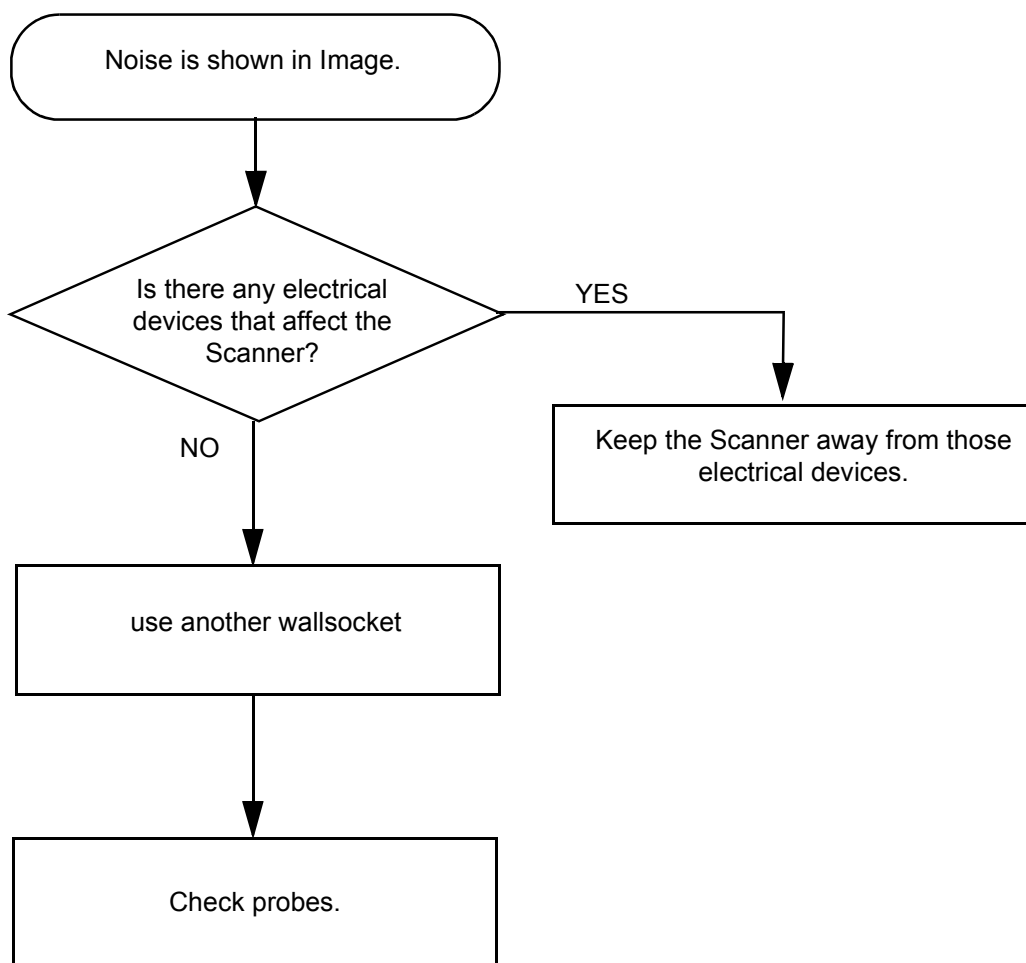 Noise is shown in Image.
Is there any electrical
devices that affect the
Scanner?
YES
Keep the Scanner away from those
electrical devices.
NO
use another wallsocket
Check probes.